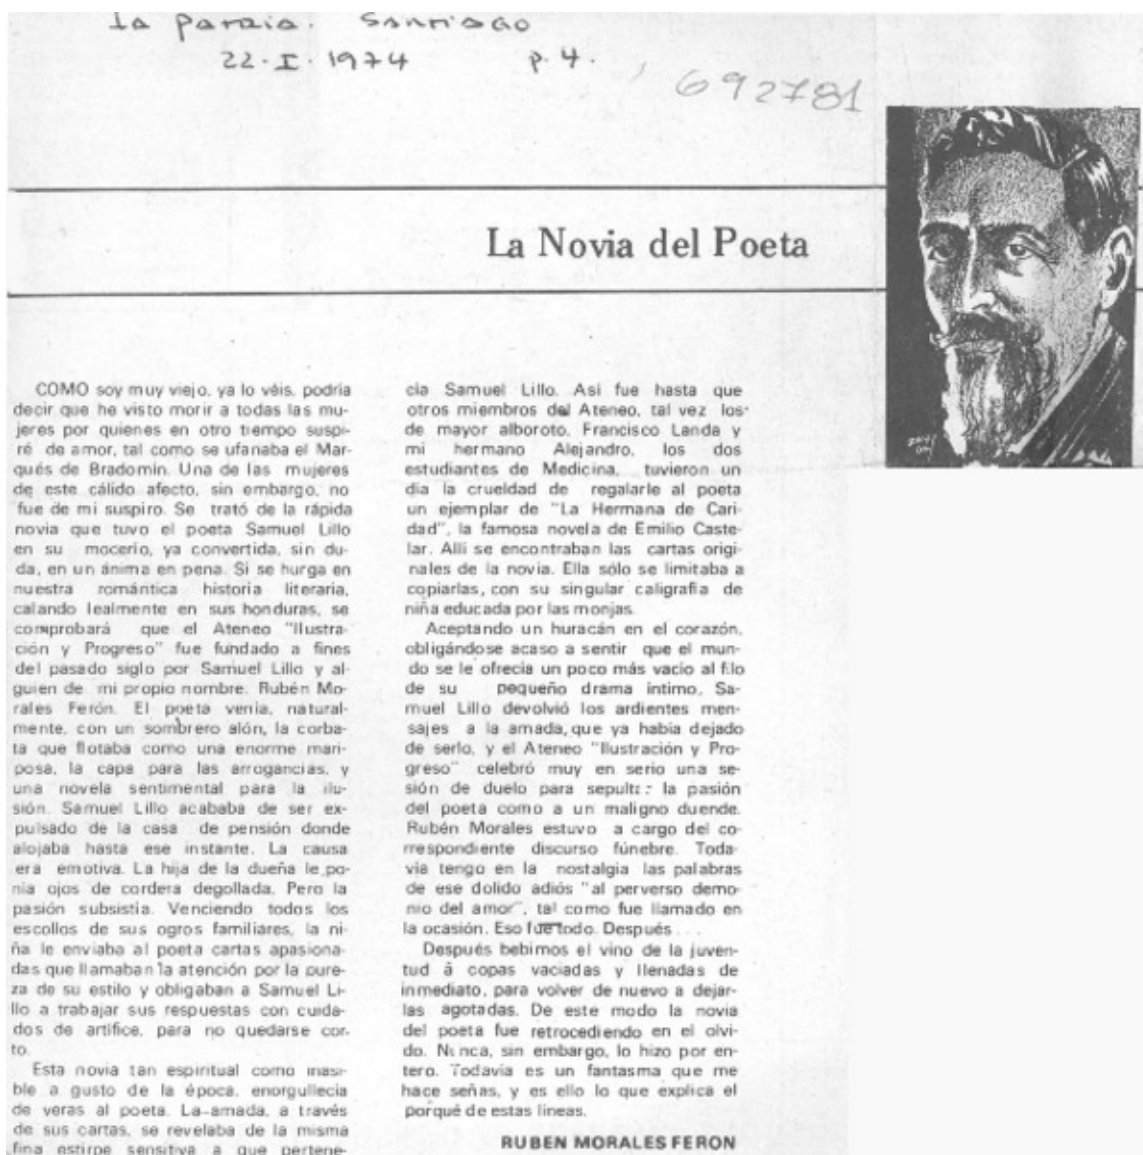 la patria. Santiago
22.I.1974 p.4.
692781
La Novia del Poeta
COMO soy muy viejo, ya lo véis, podría
decir que he visto morir a todas las mu-
jeres por quienes en otro tiempo suspi-
ré de amor, tal como se ufanaba el Mar-
qués de Bradomín. Una de las mujeres
de este cálido afecto, sin embargo, no
fue de mi suspiro. Se trató de la rápida
novia que tuvo el poeta Samuel Lillo
en su mocerío, ya convertida, sin du-
da, en un ánima en pena. Si se hurga en
nuestra romántica historia literaria,
calando lealmente en sus honduras, se
comprobará que el Ateneo "Ilustra-
ción y Progreso" fue fundado a fines
del pasado siglo por Samuel Lillo y al-
guien de mi propio nombre. Rubén Mo-
rales Ferón. El poeta venía, natural-
mente, con un sombrero alón, la corba-
ta que flotaba como una enorme mari-
posa, la capa para las arrogancias, y
una novela sentimental para la ilu-
sión. Samuel Lillo acababa de ser ex-
pulsado de la casa de pensión donde
alojaba hasta ese instante. La causa
era emotiva. La hija de la dueña le po-
nía ojos de cordera degollada. Pero la
pasión subsistía. Venciendo todos los
escollos de sus ogros familiares, la ni-
ña le enviaba al poeta cartas apasiona-
das que llamaban la atención por la pure-
za de su estilo y obligaban a Samuel Li-
llo a trabajar sus respuestas con cuida-
dos de artífice, para no quedarse cor-
to.
Esta novia tan espiritual como inasi-
ble a gusto de la época, enorgullecía
de veras al poeta. La amada, a través
de sus cartas, se revelaba de la misma
fina estirpe sensitiva a que pertene-
cía Samuel Lillo. Así fue hasta que
otros miembros del Ateneo, tal vez los
de mayor alboroto, Francisco Landa y
mi hermano Alejandro, los dos
estudiantes de Medicina, tuvieron un
día la crueldad de regalarle al poeta
un ejemplar de "La Hermana de Cari-
dad", la famosa novela de Emilio Caste-
lar. Allí se encontraban las cartas origi-
nales de la novia. Ella sólo se limitaba a
copiarlas, con su singular caligrafía de
niña educada por las monjas.
Aceptando un huracán en el corazón,
obligándose acaso a sentir que el mun-
do se le ofrecía un poco más vacío al filo
de su pequeño drama íntimo, Sa-
muel Lillo devolvió los ardientes men-
sajes a la amada, que ya había dejado
de serlo, y el Ateneo "Ilustración y Pro-
greso" celebró muy en serio una se-
sión de duelo para sepultar la pasión
del poeta como a un maligno duende.
Rubén Morales estuvo a cargo del co-
rrespondiente discurso fúnebre. Toda-
vía tengo en la nostalgia las palabras
de ese dolido adiós "al perverso demo-
nio del amor", tal como fue llamado en
la ocasión. Eso fue todo. Después...
Después bebimos el vino de la juven-
tud á copas vaciadas y llenadas de
inmediato, para volver de nuevo a dejar-
las agotadas. De este modo la novia
del poeta fue retrocediendo en el olvi-
do. Nunca, sin embargo, lo hizo por en-
tero. Todavía es un fantasma que me
hace señas, y es ello lo que explica el
porqué de estas líneas.
RUBEN MORALES FERON